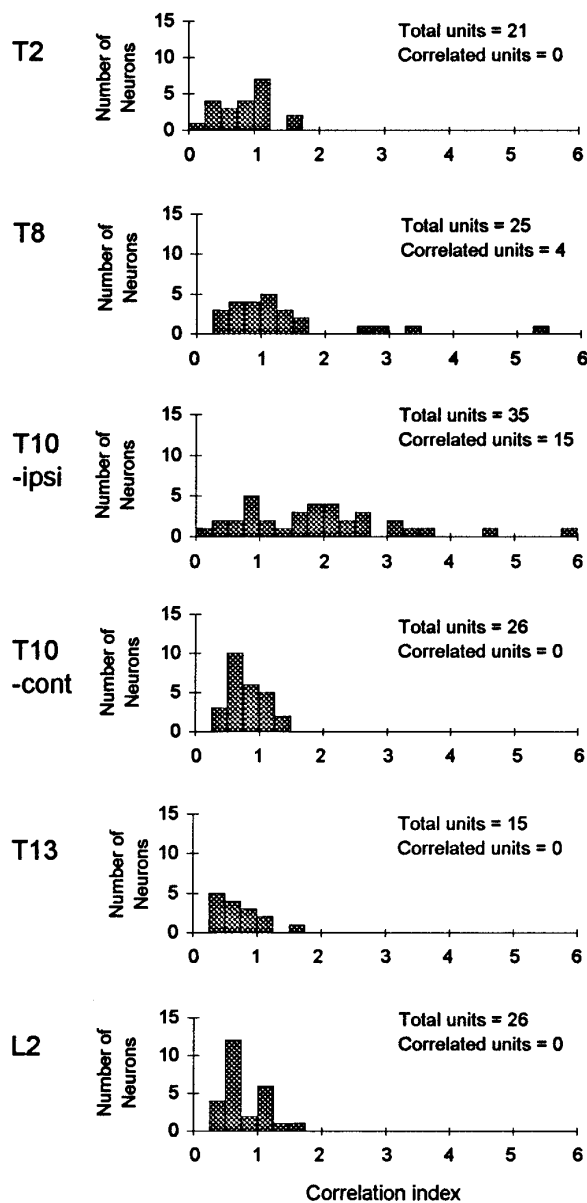 T2
Number of
Neurons
15
10
5
0
Total units = 21
Correlated units = 0
0 1 2 3 4 5 6
T8
Number of
Neurons
15
10
5
0
Total units = 25
Correlated units = 4
0 1 2 3 4 5 6
T10
-ipsi
Number of
Neurons
15
10
5
0
Total units = 35
Correlated units = 15
0 1 2 3 4 5 6
T10
-cont
Number of
Neurons
15
10
5
0
Total units = 26
Correlated units = 0
0 1 2 3 4 5 6
T13
Number of
Neurons
15
10
5
0
Total units = 15
Correlated units = 0
0 1 2 3 4 5 6
L2
Number of
Neurons
15
10
5
0
Total units = 26
Correlated units = 0
0 1 2 3 4 5 6
Correlation index